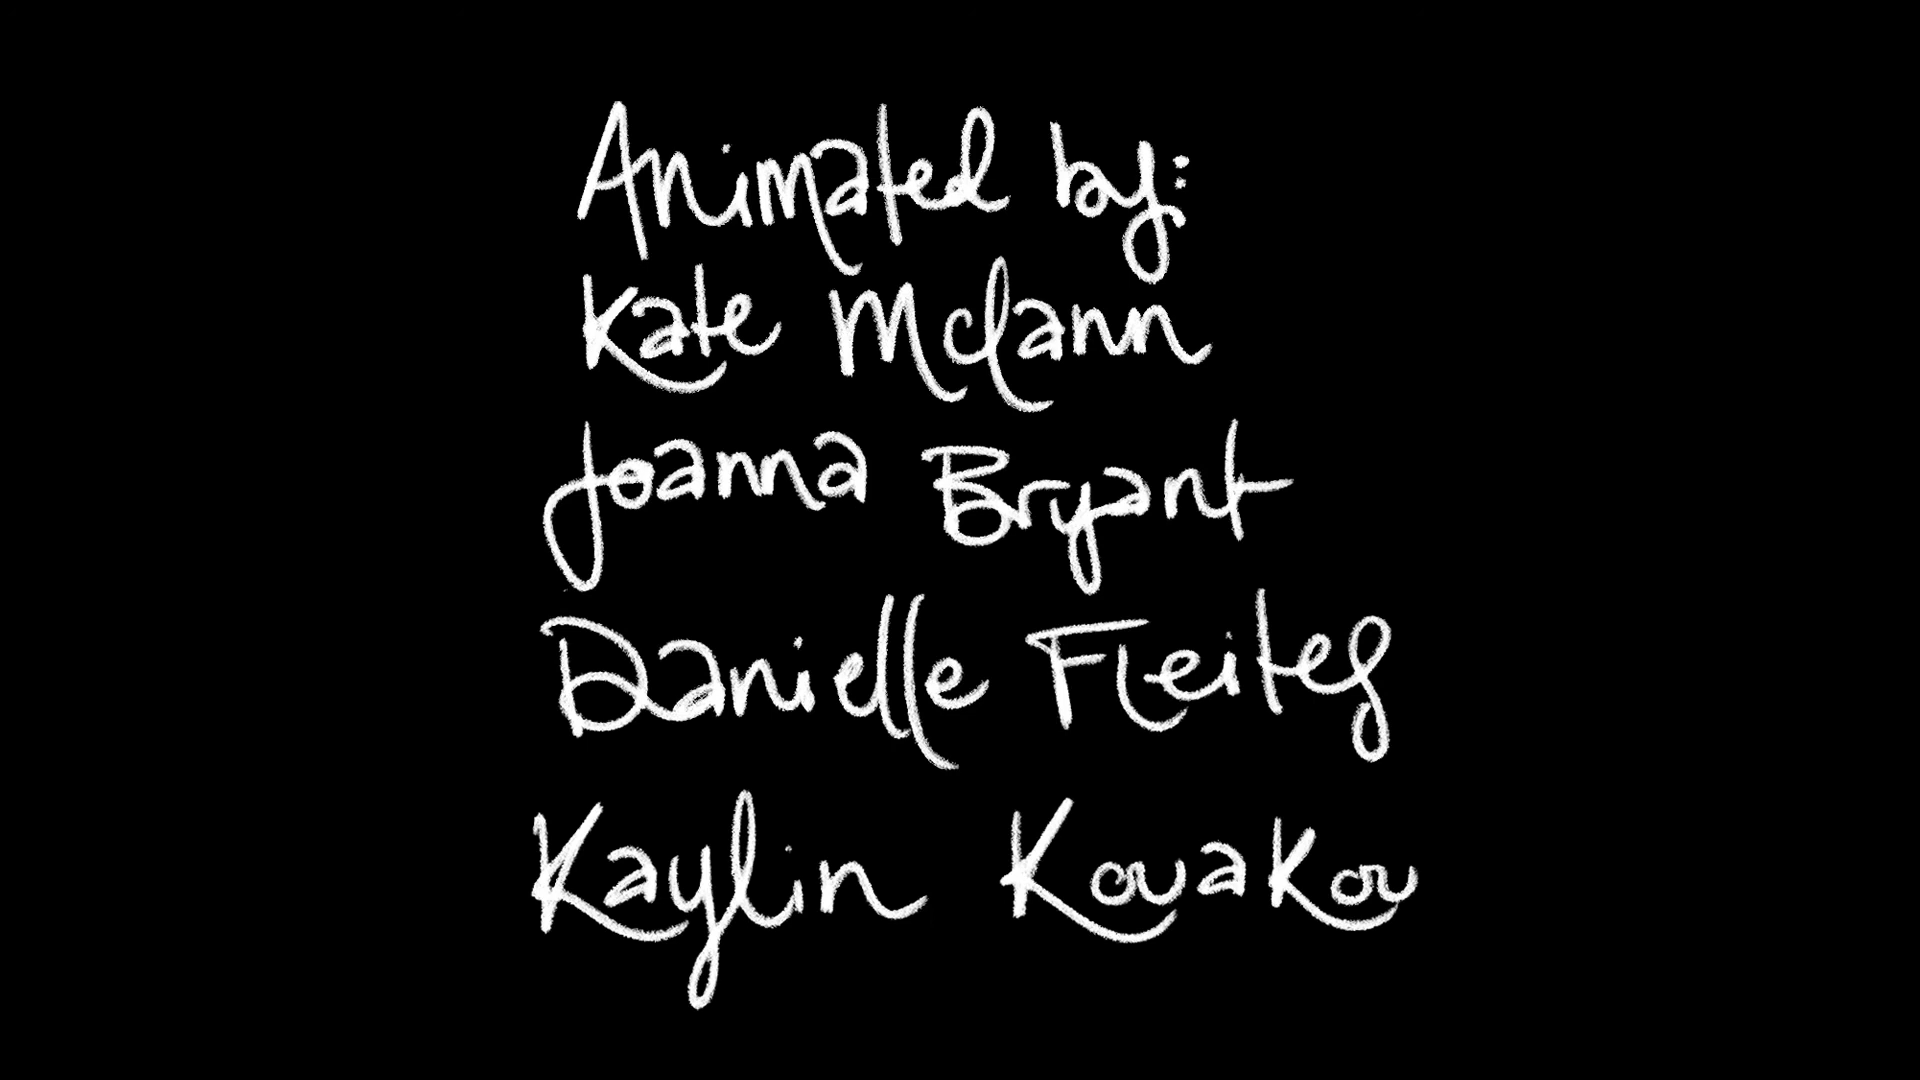 Animated by:
Kate McLann
Joanna Bryant
Danielle Fleites
Kaylin Kouakou